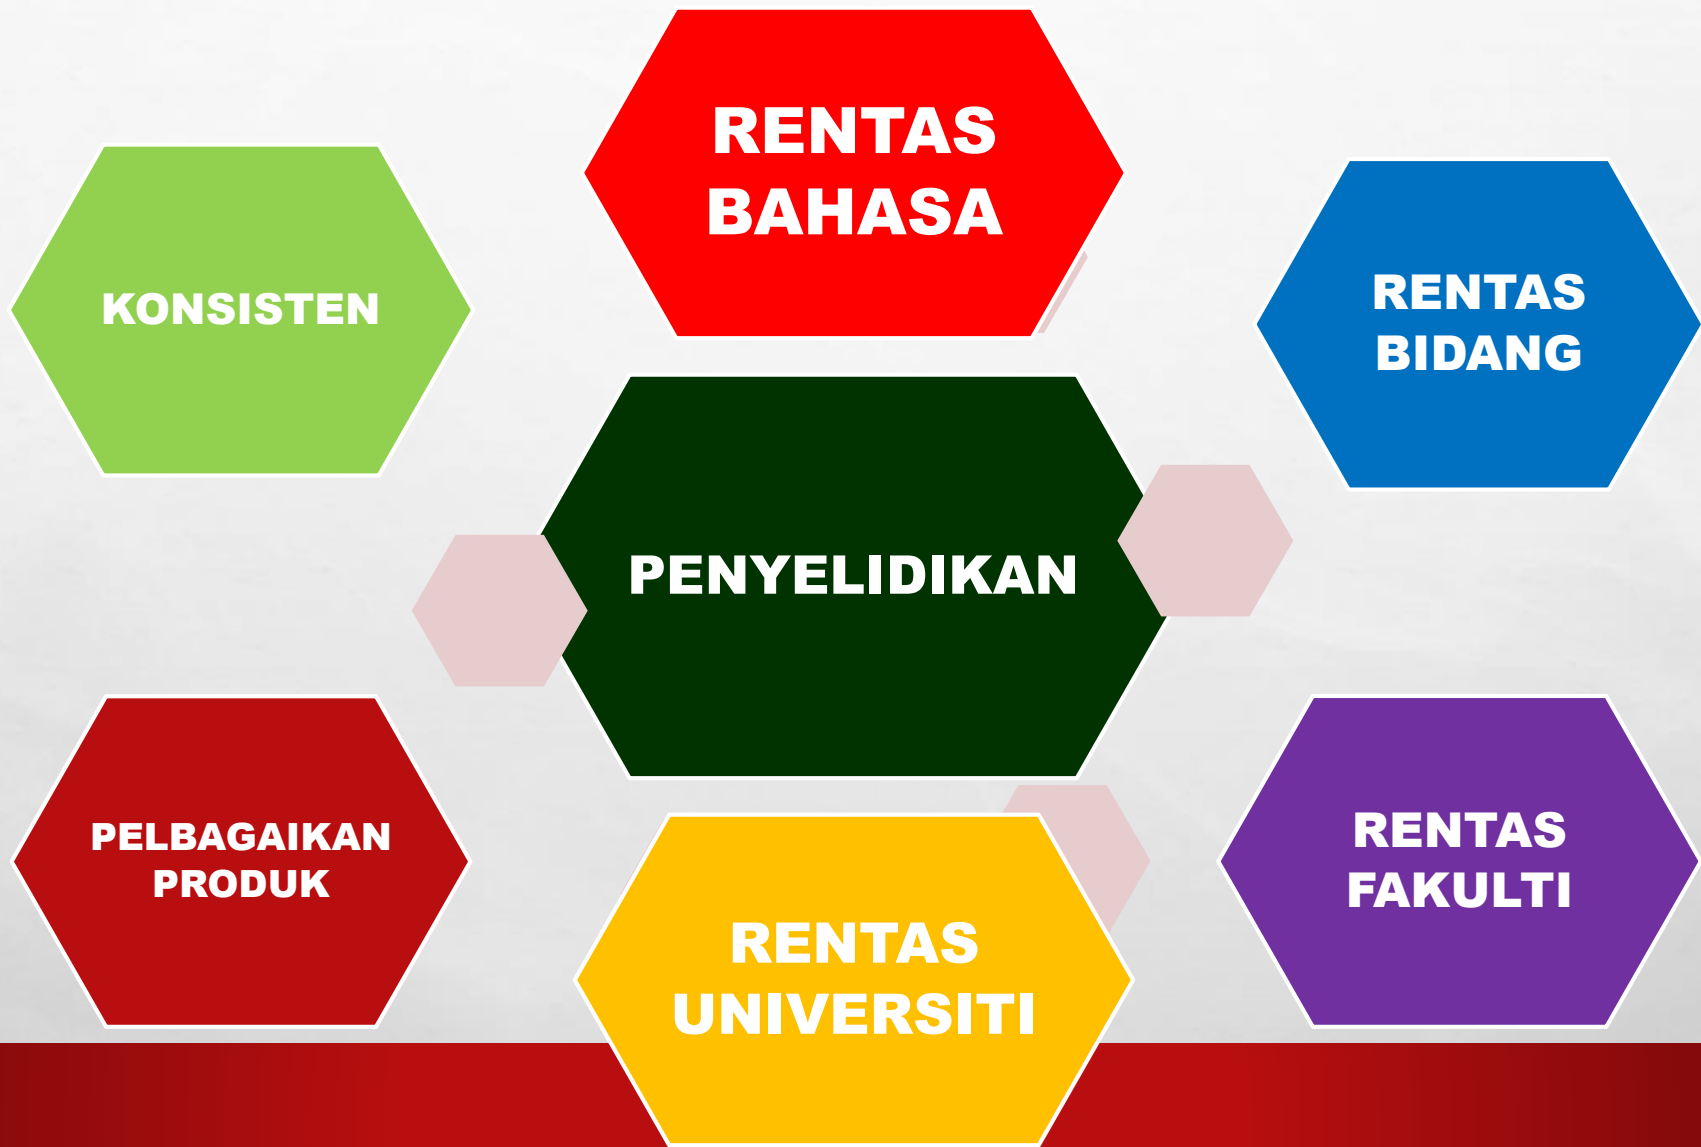 RENTAS
BAHASA
KONSISTEN
RENTAS
BIDANG
PENYELIDIKAN
PELBAGAIKAN
PRODUK
RENTAS
FAKULTI
RENTAS
UNIVERSITI